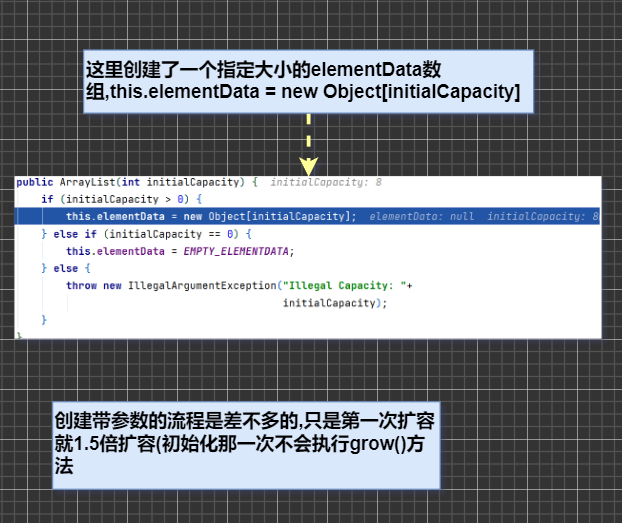 这里创建了一个指定大小的elementData数
组,this.elementData = new Object[initialCapacity]
public ArrayList(int initialCapacity) {  initialCapacity: 8
    if (initialCapacity > 0) {
        this.elementData = new Object[initialCapacity];  elementData: null  initialCapacity: 8
    } else if (initialCapacity == 0) {
        this.elementData = EMPTY_ELEMENTDATA;
    } else {
        throw new IllegalArgumentException("Illegal Capacity: "+
                                           initialCapacity);
    }
}
创建带参数的流程是差不多的,只是第一次扩容
就1.5倍扩容(初始化那一次不会执行grow()方
法